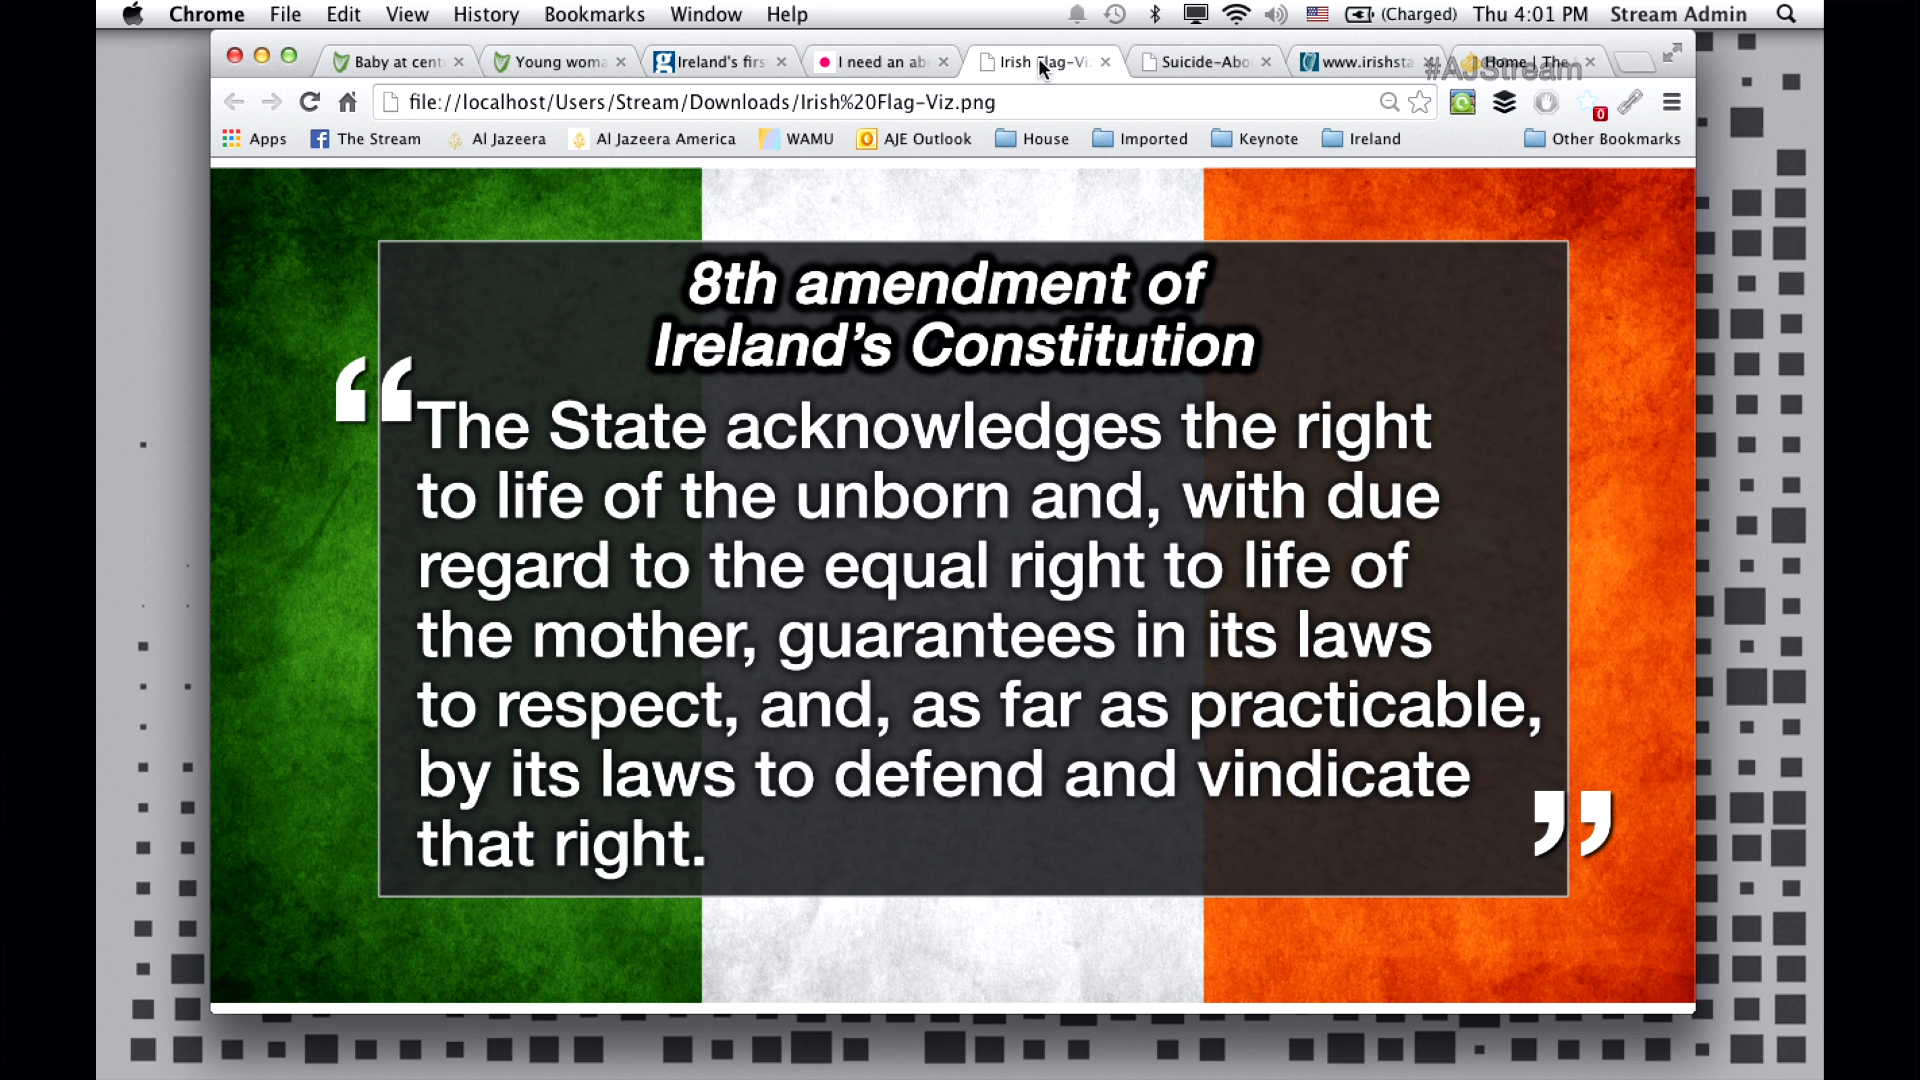 Chrome File Edit View History Bookmarks Window Help (Charged) Thu 4:01 PM Stream Admin
Baby at cent Young woma Ireland's firs I need an abo Irish Flag-Viz Suicide-Abor www.irishsta Home | The
#AJStream
file://localhost/Users/Stream/Downloads/Irish%20Flag-Viz.png 0
Apps The Stream Al Jazeera Al Jazeera America WAMU AJE Outlook House Imported Keynote Ireland Other Bookmarks
8th amendment of
Ireland's Constitution
“The State acknowledges the right
to life of the unborn and, with due
regard to the equal right to life of
the mother, guarantees in its laws
to respect, and, as far as practicable,
by its laws to defend and vindicate
that right.”